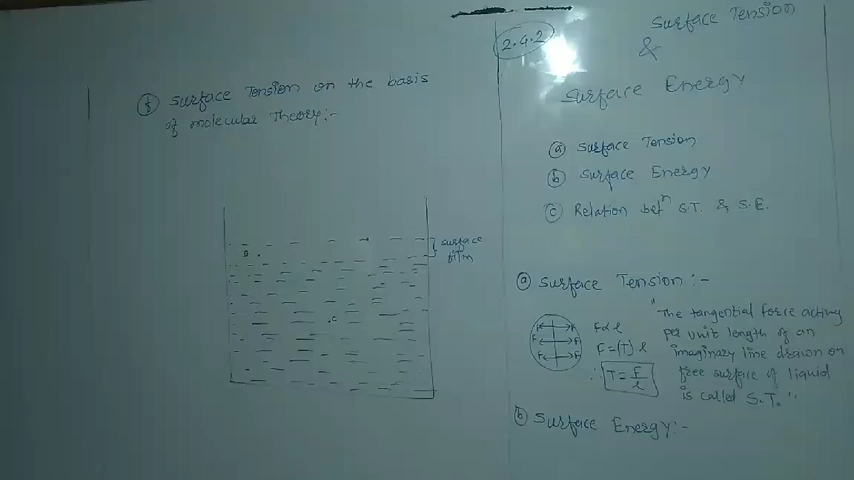 Surface Tension on the basis
of molecular Theory:-
B
C
surface
film
2.4.2
Surface Tension
&
Surface Energy
(a) Surface Tension
(b) Surface Energy
(c) Relation betn S.T. & S.E.
(a) Surface Tension :-
F F
F F
F F
F∝ l
F=(T) l
∴ T = F/l
"The tangential force acting
per unit length of an
imaginary line drawn on
free surface of liquid
is called S.T."
(b) Surface Energy:-